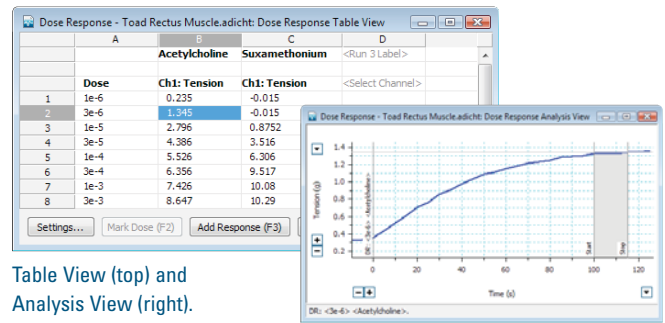 Dose Response - Toad Rectus Muscle.adicht: Dose Response Table View
A B C D
Acetylcholine Suxamethonium <Run 3 Label>
Dose Ch1: Tension Ch1: Tension <Select Channel>
1 1e-6 0.235 -0.015
2 3e-6 1.345 -0.015
3 1e-5 2.796 0.8752
4 3e-5 4.386 3.516
5 1e-4 5.526 6.306
6 3e-4 6.356 9.517
7 1e-3 7.426 10.08
8 3e-3 8.647 10.29
Settings... Mark Dose (F2) Add Response (F3)
Table View (top) and
Analysis View (right).
Dose Response - Toad Rectus Muscle.adicht: Dose Response Analysis View
Tension (g)
1.4
1.2
1.0
0.8
0.6
0.4
0.2
DR: <3e-6> <Acetylcholine>
Start
Stop
0 20 40 60 80 100 120
Time (s)
DR: <3e-6> <Acetylcholine>.